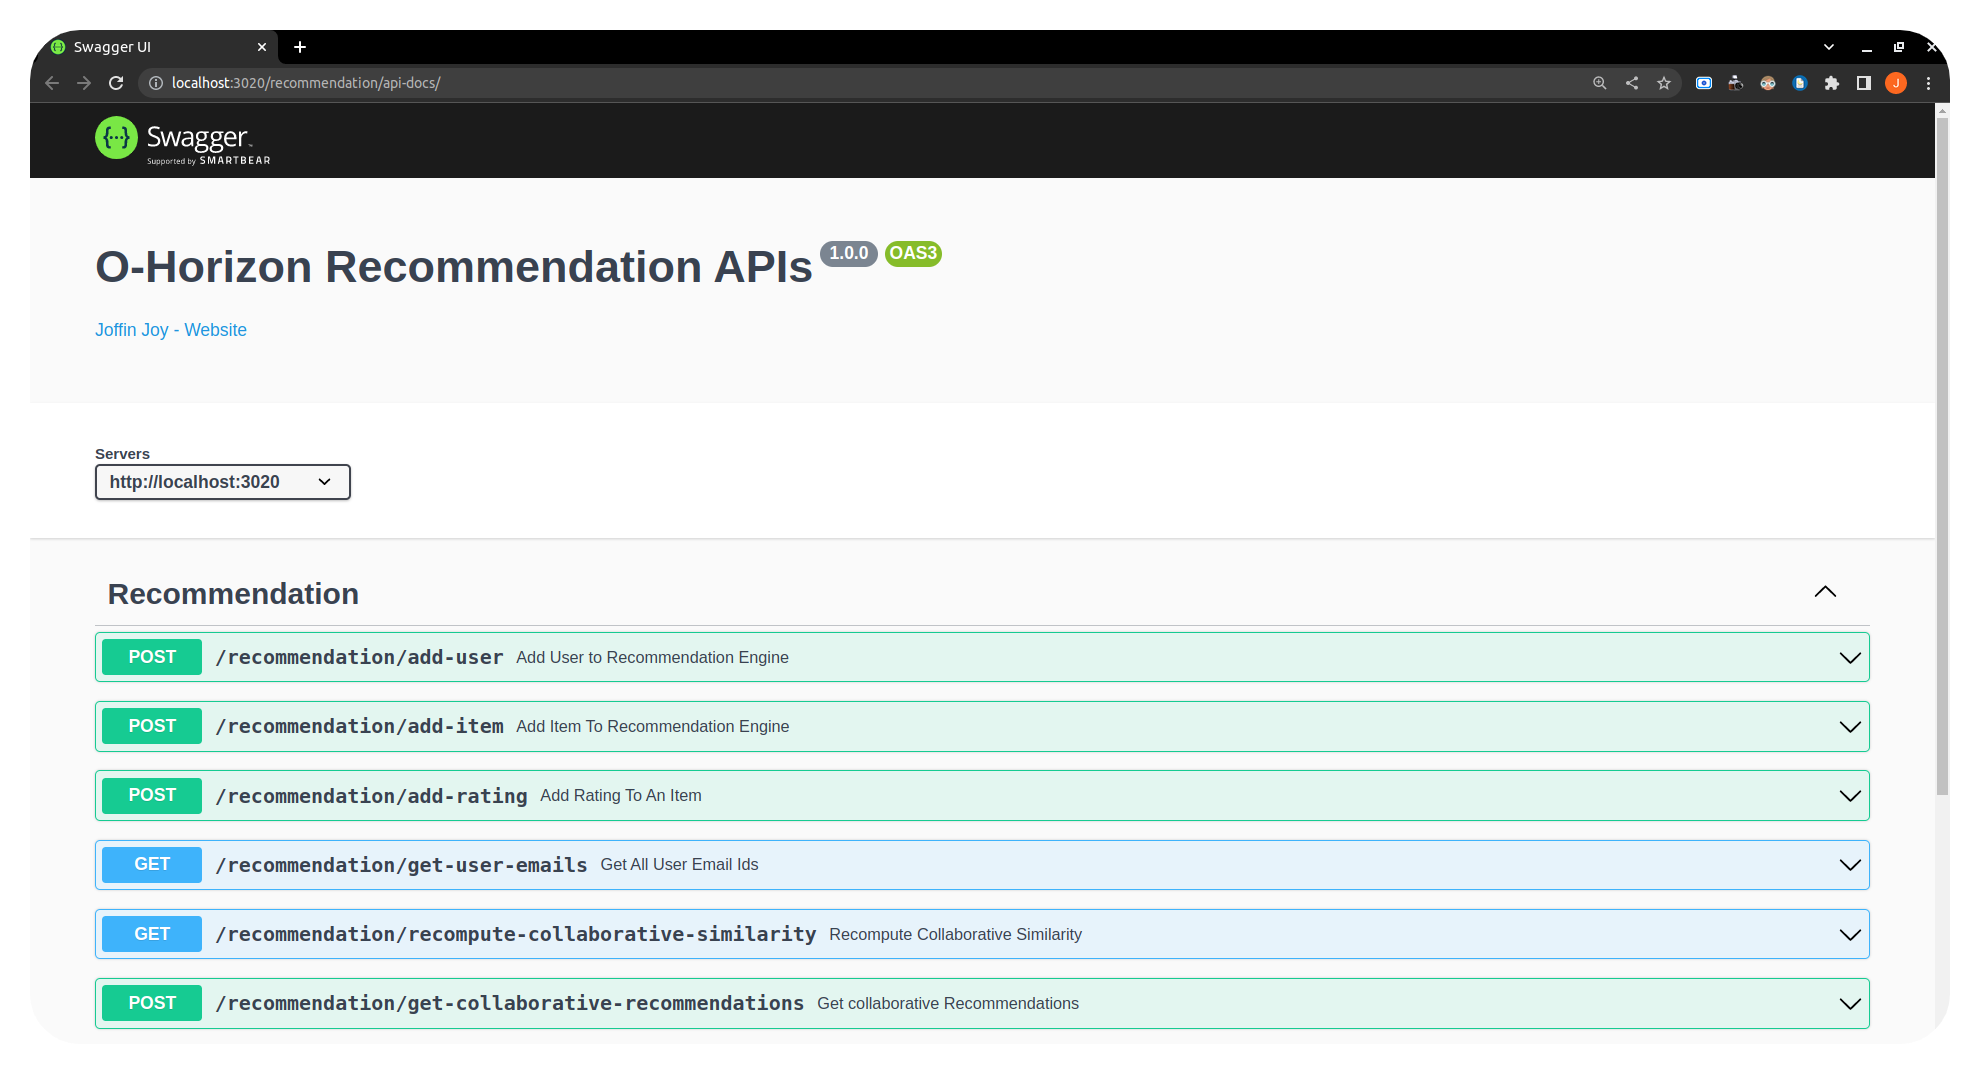 Swagger UI
localhost:3020/recommendation/api-docs/
J
{···} Swagger™
Supported by SMARTBEAR
O-Horizon Recommendation APIs 1.0.0 OAS3
Joffin Joy - Website
Servers
http://localhost:3020
Recommendation
POST /recommendation/add-user Add User to Recommendation Engine
POST /recommendation/add-item Add Item To Recommendation Engine
POST /recommendation/add-rating Add Rating To An Item
GET /recommendation/get-user-emails Get All User Email Ids
GET /recommendation/recompute-collaborative-similarity Recompute Collaborative Similarity
POST /recommendation/get-collaborative-recommendations Get collaborative Recommendations